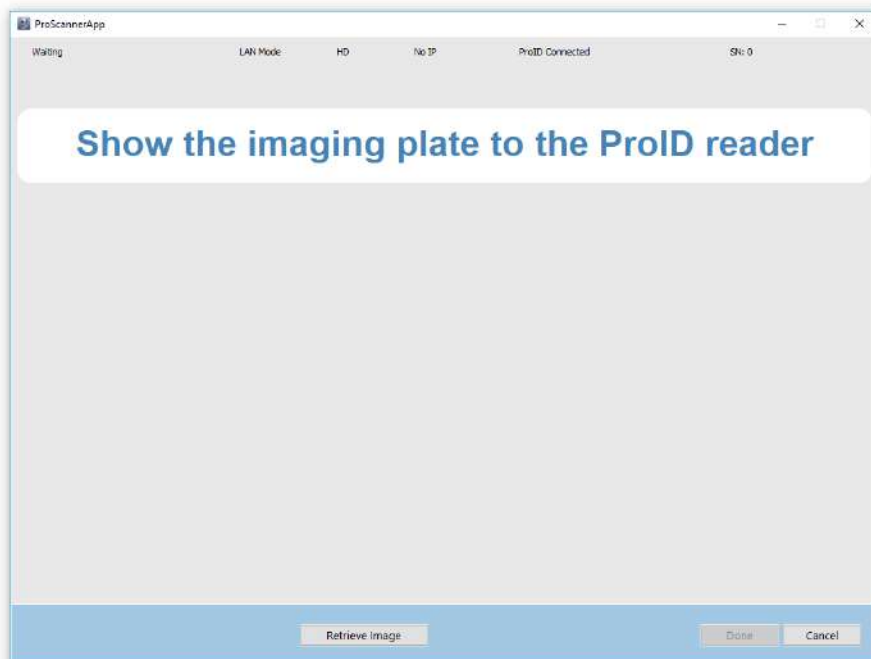 ProScannerApp
Waiting LAN Mode HD No IP ProID Connected SN: 0
Show the imaging plate to the ProID reader
Retrieve Image Done Cancel